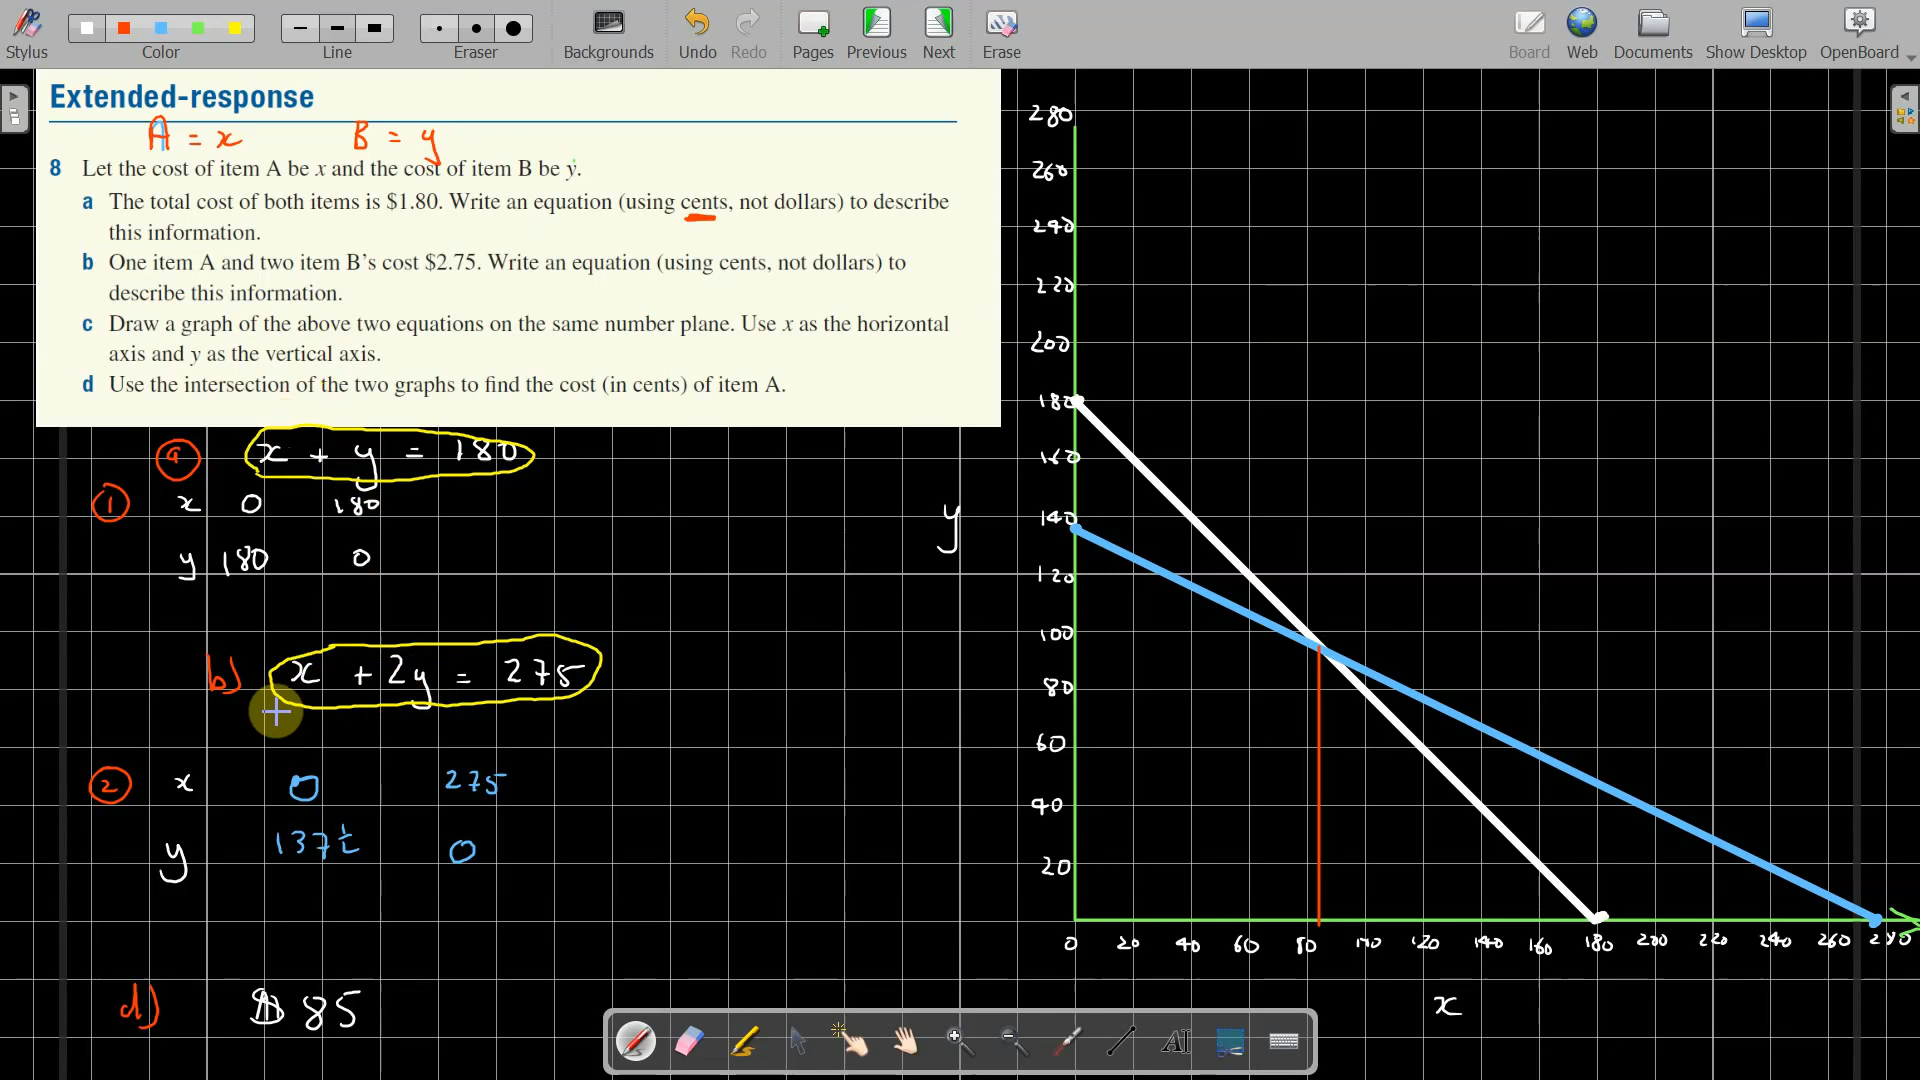 Stylus Color Line Eraser Backgrounds Undo Redo Pages Previous Next Erase Board Web Documents Show Desktop OpenBoard
Extended-response
A = x B = y
8 Let the cost of item A be x and the cost of item B be y.
a The total cost of both items is $1.80. Write an equation (using cents, not dollars) to describe
this information.
b One item A and two item B's cost $2.75. Write an equation (using cents, not dollars) to
describe this information.
c Draw a graph of the above two equations on the same number plane. Use x as the horizontal
axis and y as the vertical axis.
d Use the intersection of the two graphs to find the cost (in cents) of item A.
a x + y = 180
1 x 0 180
y 180 0
b) x + 2y = 275
2 x 0 275
y 137 1/2 0
d) 85
280
260
240
220
200
180
160
140
120
100
80
60
40
20
y
0 20 40 60 80 100 120 140 160 180 200 220 240 260 280
x
AI